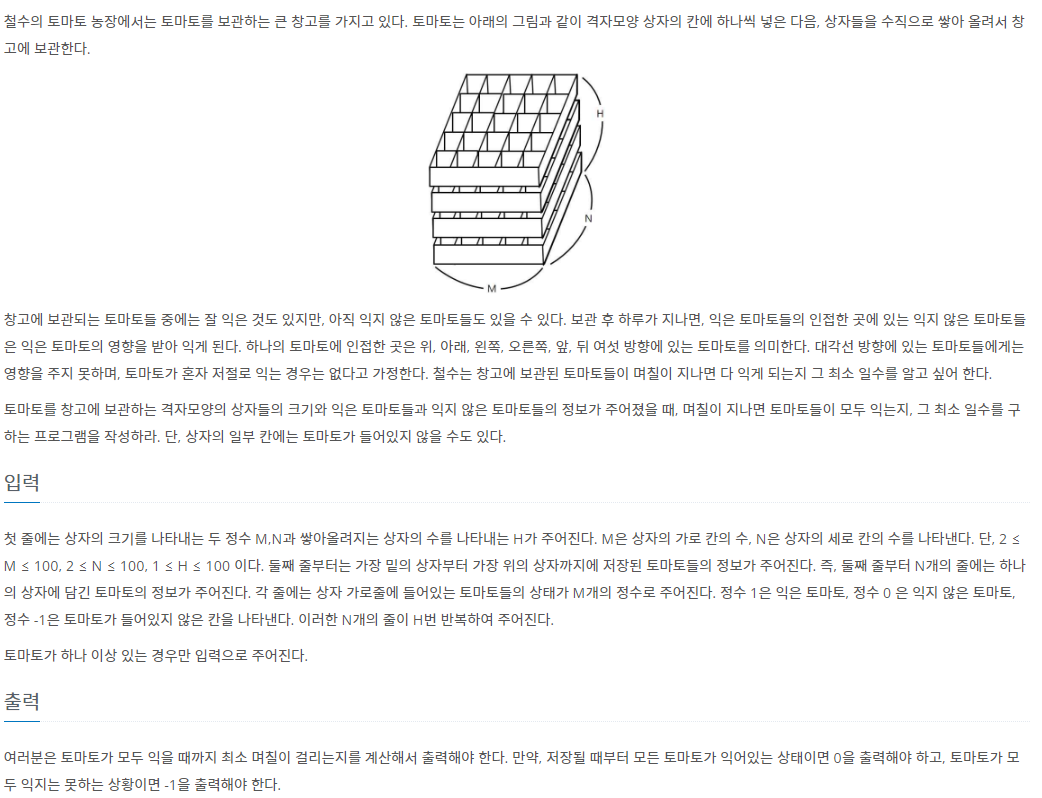 철수의 토마토 농장에서는 토마토를 보관하는 큰 창고를 가지고 있다. 토마토는 아래의 그림과 같이 격자모양 상자의 칸에 하나씩 넣은 다음, 상자들을 수직으로 쌓아 올려서 창
고에 보관한다.
H
N
M
창고에 보관되는 토마토들 중에는 잘 익은 것도 있지만, 아직 익지 않은 토마토들도 있을 수 있다. 보관 후 하루가 지나면, 익은 토마토들의 인접한 곳에 있는 익지 않은 토마토들
은 익은 토마토의 영향을 받아 익게 된다. 하나의 토마토에 인접한 곳은 위, 아래, 왼쪽, 오른쪽, 앞, 뒤 여섯 방향에 있는 토마토를 의미한다. 대각선 방향에 있는 토마토들에게는
영향을 주지 못하며, 토마토가 혼자 저절로 익는 경우는 없다고 가정한다. 철수는 창고에 보관된 토마토들이 며칠이 지나면 다 익게 되는지 그 최소 일수를 알고 싶어 한다.
토마토를 창고에 보관하는 격자모양의 상자들의 크기와 익은 토마토들과 익지 않은 토마토들의 정보가 주어졌을 때, 며칠이 지나면 토마토들이 모두 익는지, 그 최소 일수를 구
하는 프로그램을 작성하라. 단, 상자의 일부 칸에는 토마토가 들어있지 않을 수도 있다.
입력
첫 줄에는 상자의 크기를 나타내는 두 정수 M,N과 쌓아올려지는 상자의 수를 나타내는 H가 주어진다. M은 상자의 가로 칸의 수, N은 상자의 세로 칸의 수를 나타낸다. 단, 2 ≤
M ≤ 100, 2 ≤ N ≤ 100, 1 ≤ H ≤ 100 이다. 둘째 줄부터는 가장 밑의 상자부터 가장 위의 상자까지에 저장된 토마토들의 정보가 주어진다. 즉, 둘째 줄부터 N개의 줄에는 하나
의 상자에 담긴 토마토의 정보가 주어진다. 각 줄에는 상자 가로줄에 들어있는 토마토들의 상태가 M개의 정수로 주어진다. 정수 1은 익은 토마토, 정수 0 은 익지 않은 토마토,
정수 -1은 토마토가 들어있지 않은 칸을 나타낸다. 이러한 N개의 줄이 H번 반복하여 주어진다.
토마토가 하나 이상 있는 경우만 입력으로 주어진다.
출력
여러분은 토마토가 모두 익을 때까지 최소 며칠이 걸리는지를 계산해서 출력해야 한다. 만약, 저장될 때부터 모든 토마토가 익어있는 상태이면 0을 출력해야 하고, 토마토가 모
두 익지는 못하는 상황이면 -1을 출력해야 한다.